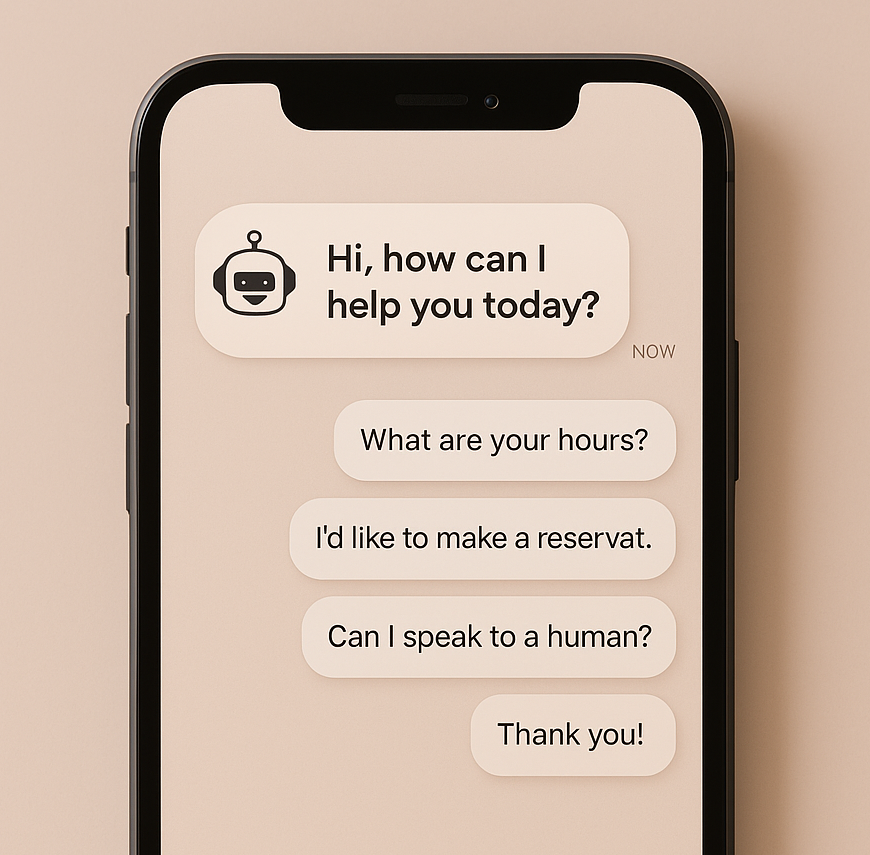 Hi, how can I
help you today?
NOW
What are your hours?
I'd like to make a reservat.
Can I speak to a human?
Thank you!